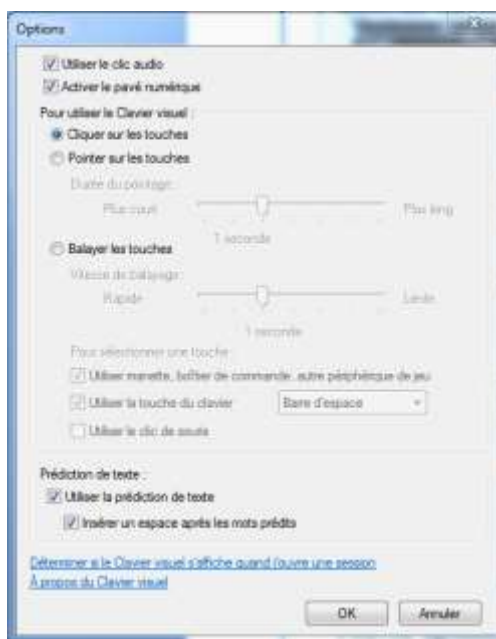 Options
Utiliser le clic audio
Activer le pavé numérique
Pour utiliser le Clavier visuel :
Cliquer sur les touches
Pointer sur les touches
Durée du pointage :
Plus court
Plus long
1 seconde
Balayer les touches
Vitesse de balayage :
Rapide
Lente
1 seconde
Pour sélectionner une touche :
Utiliser manette, boîtier de commande, autre périphérique de jeu
Utiliser la touche du clavier
Barre d'espace
Utiliser le clic de souris
Prédiction de texte :
Utiliser la prédiction de texte
Insérer un espace après les mots prédits
Déterminer si le Clavier visuel s'affiche quand j'ouvre une session
À propos du Clavier visuel
OK
Annuler